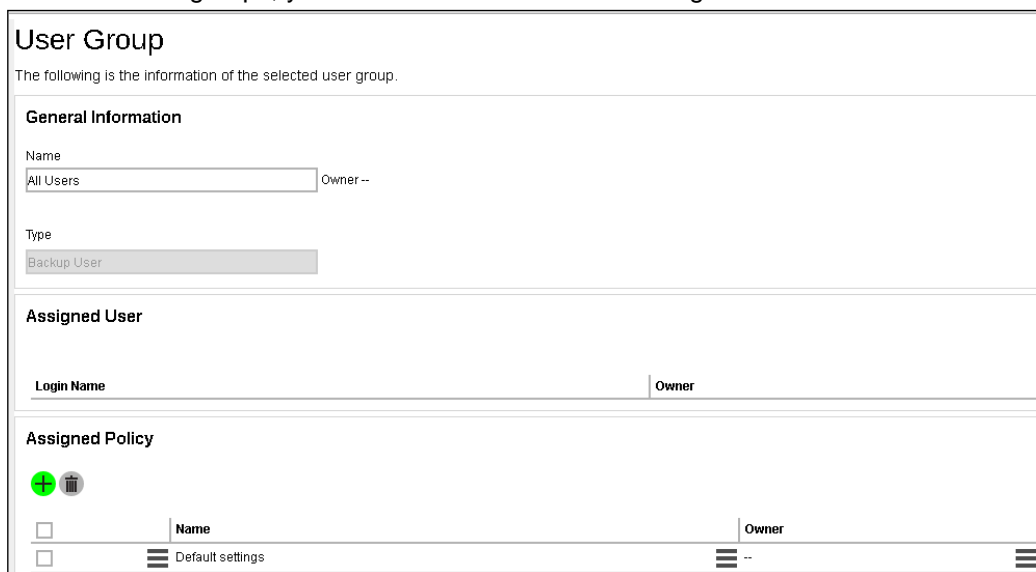 User Group
The following is the information of the selected user group.
General Information
Name
All Users Owner --
Type
Backup User
Assigned User
Login Name Owner
Assigned Policy
Name Owner
Default settings --